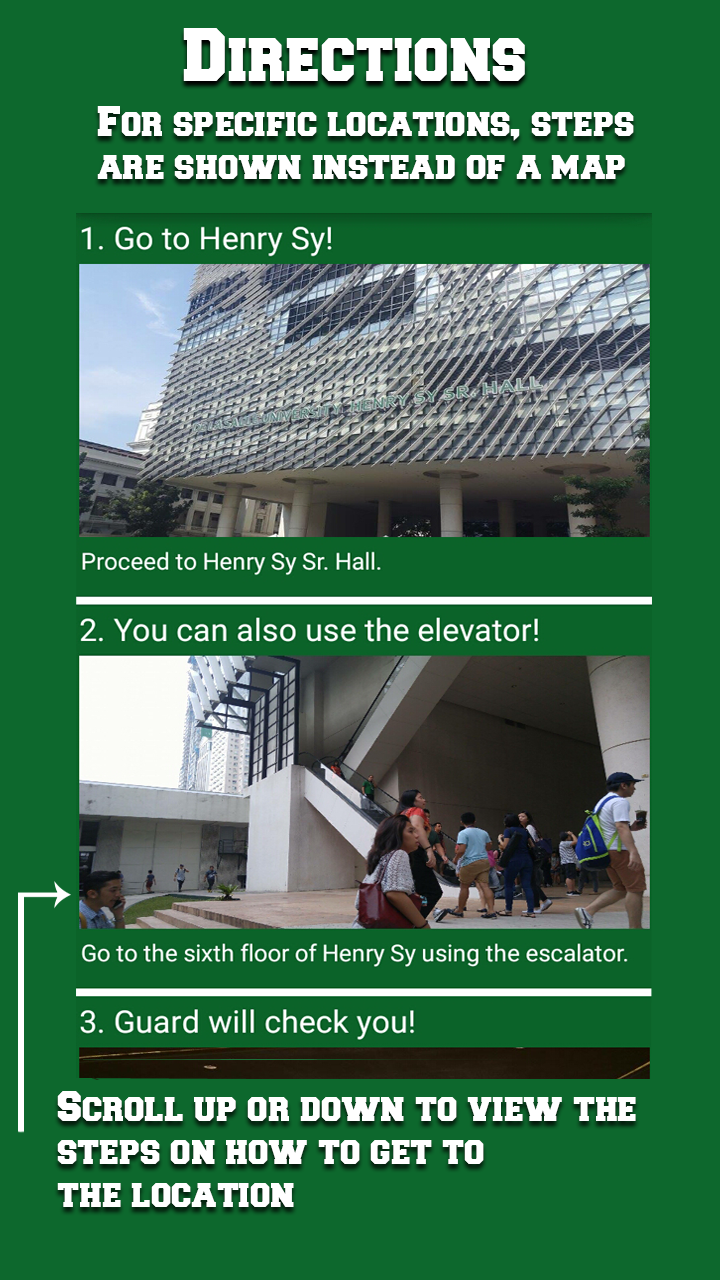 Directions
For specific locations, steps
are shown instead of a map
1. Go to Henry Sy!
DE LA SALLE UNIVERSITY HENRY SY SR. HALL
Proceed to Henry Sy Sr. Hall.
2. You can also use the elevator!
Go to the sixth floor of Henry Sy using the escalator.
3. Guard will check you!
Scroll up or down to view the
steps on how to get to
the location